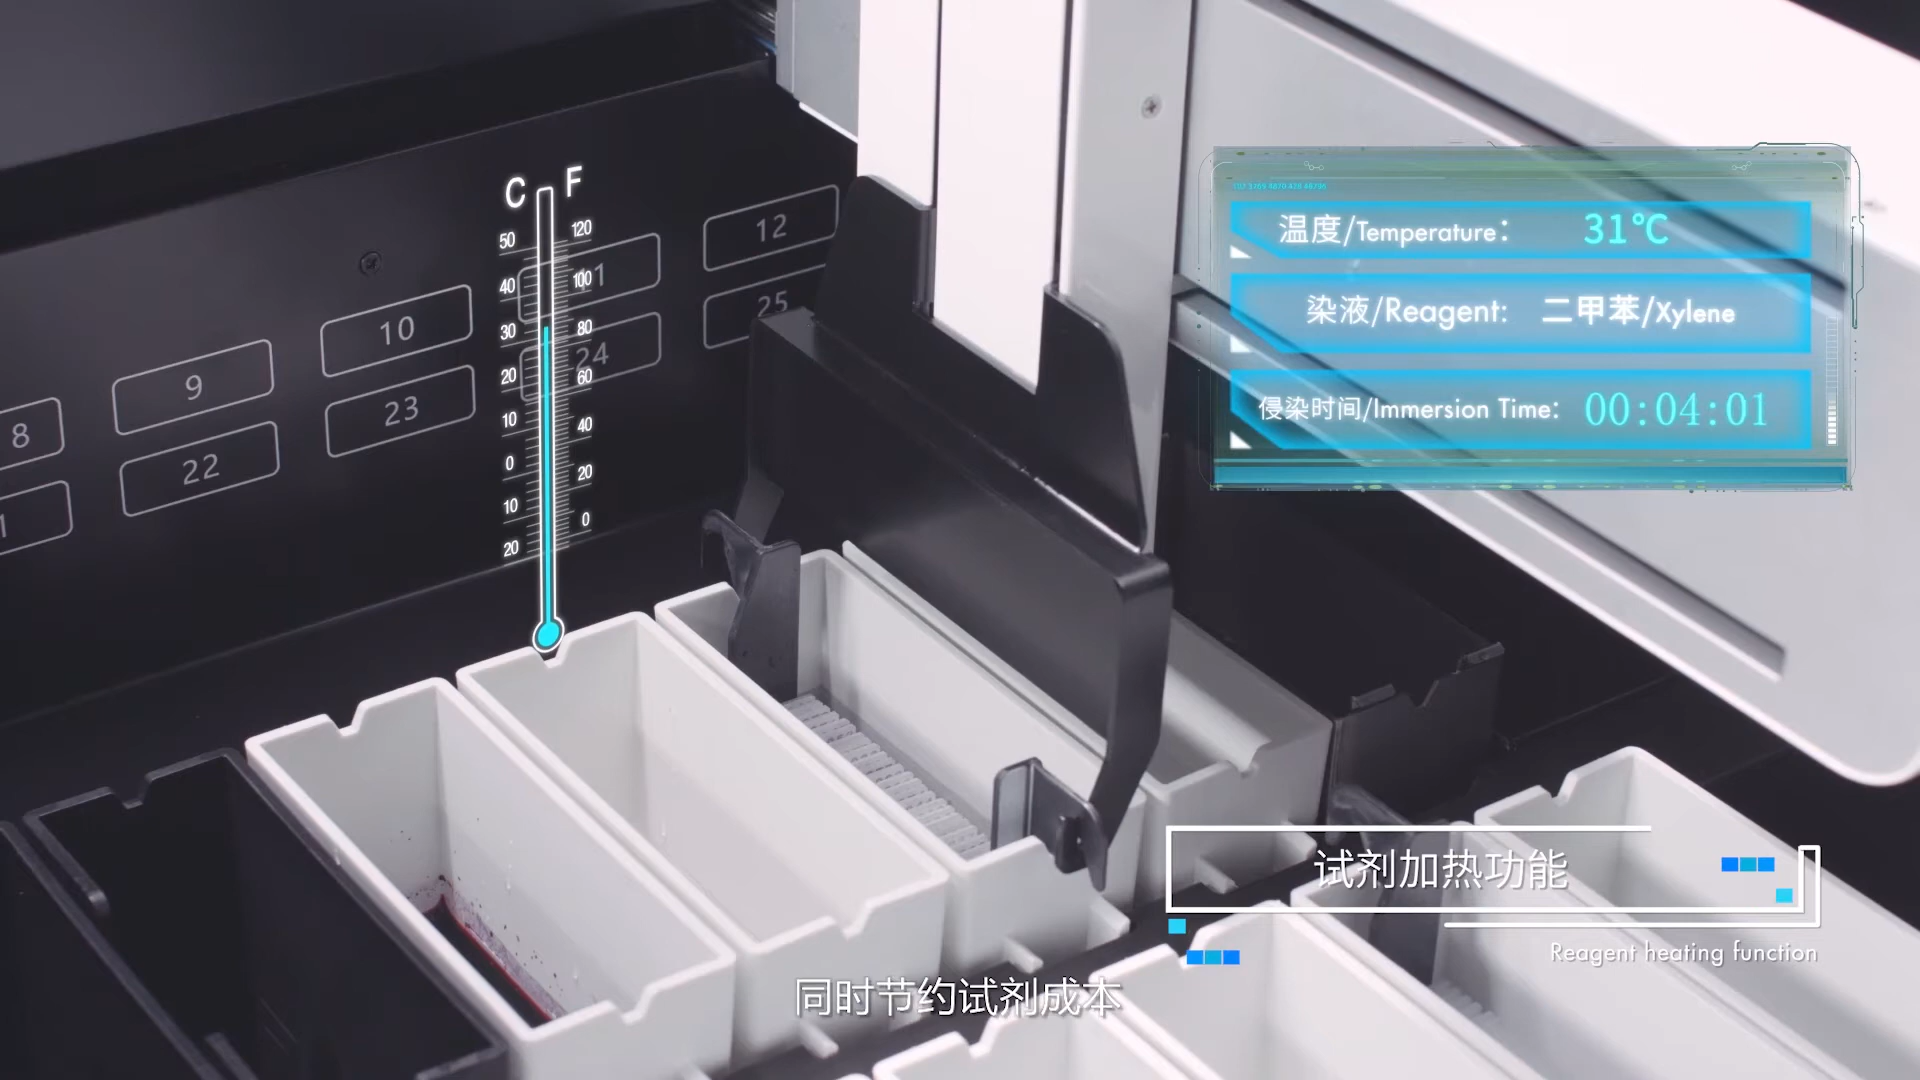 C F
50 120
40 100
30 80
20 60
10 40
0 20
10 0
20
8
9
10
12
22
23
24
25
温度/Temperature： 31℃
染液/Reagent: 二甲苯/Xylene
侵染时间/Immersion Time： 00:04:01
试剂加热功能
Reagent heating function
同时节约试剂成本